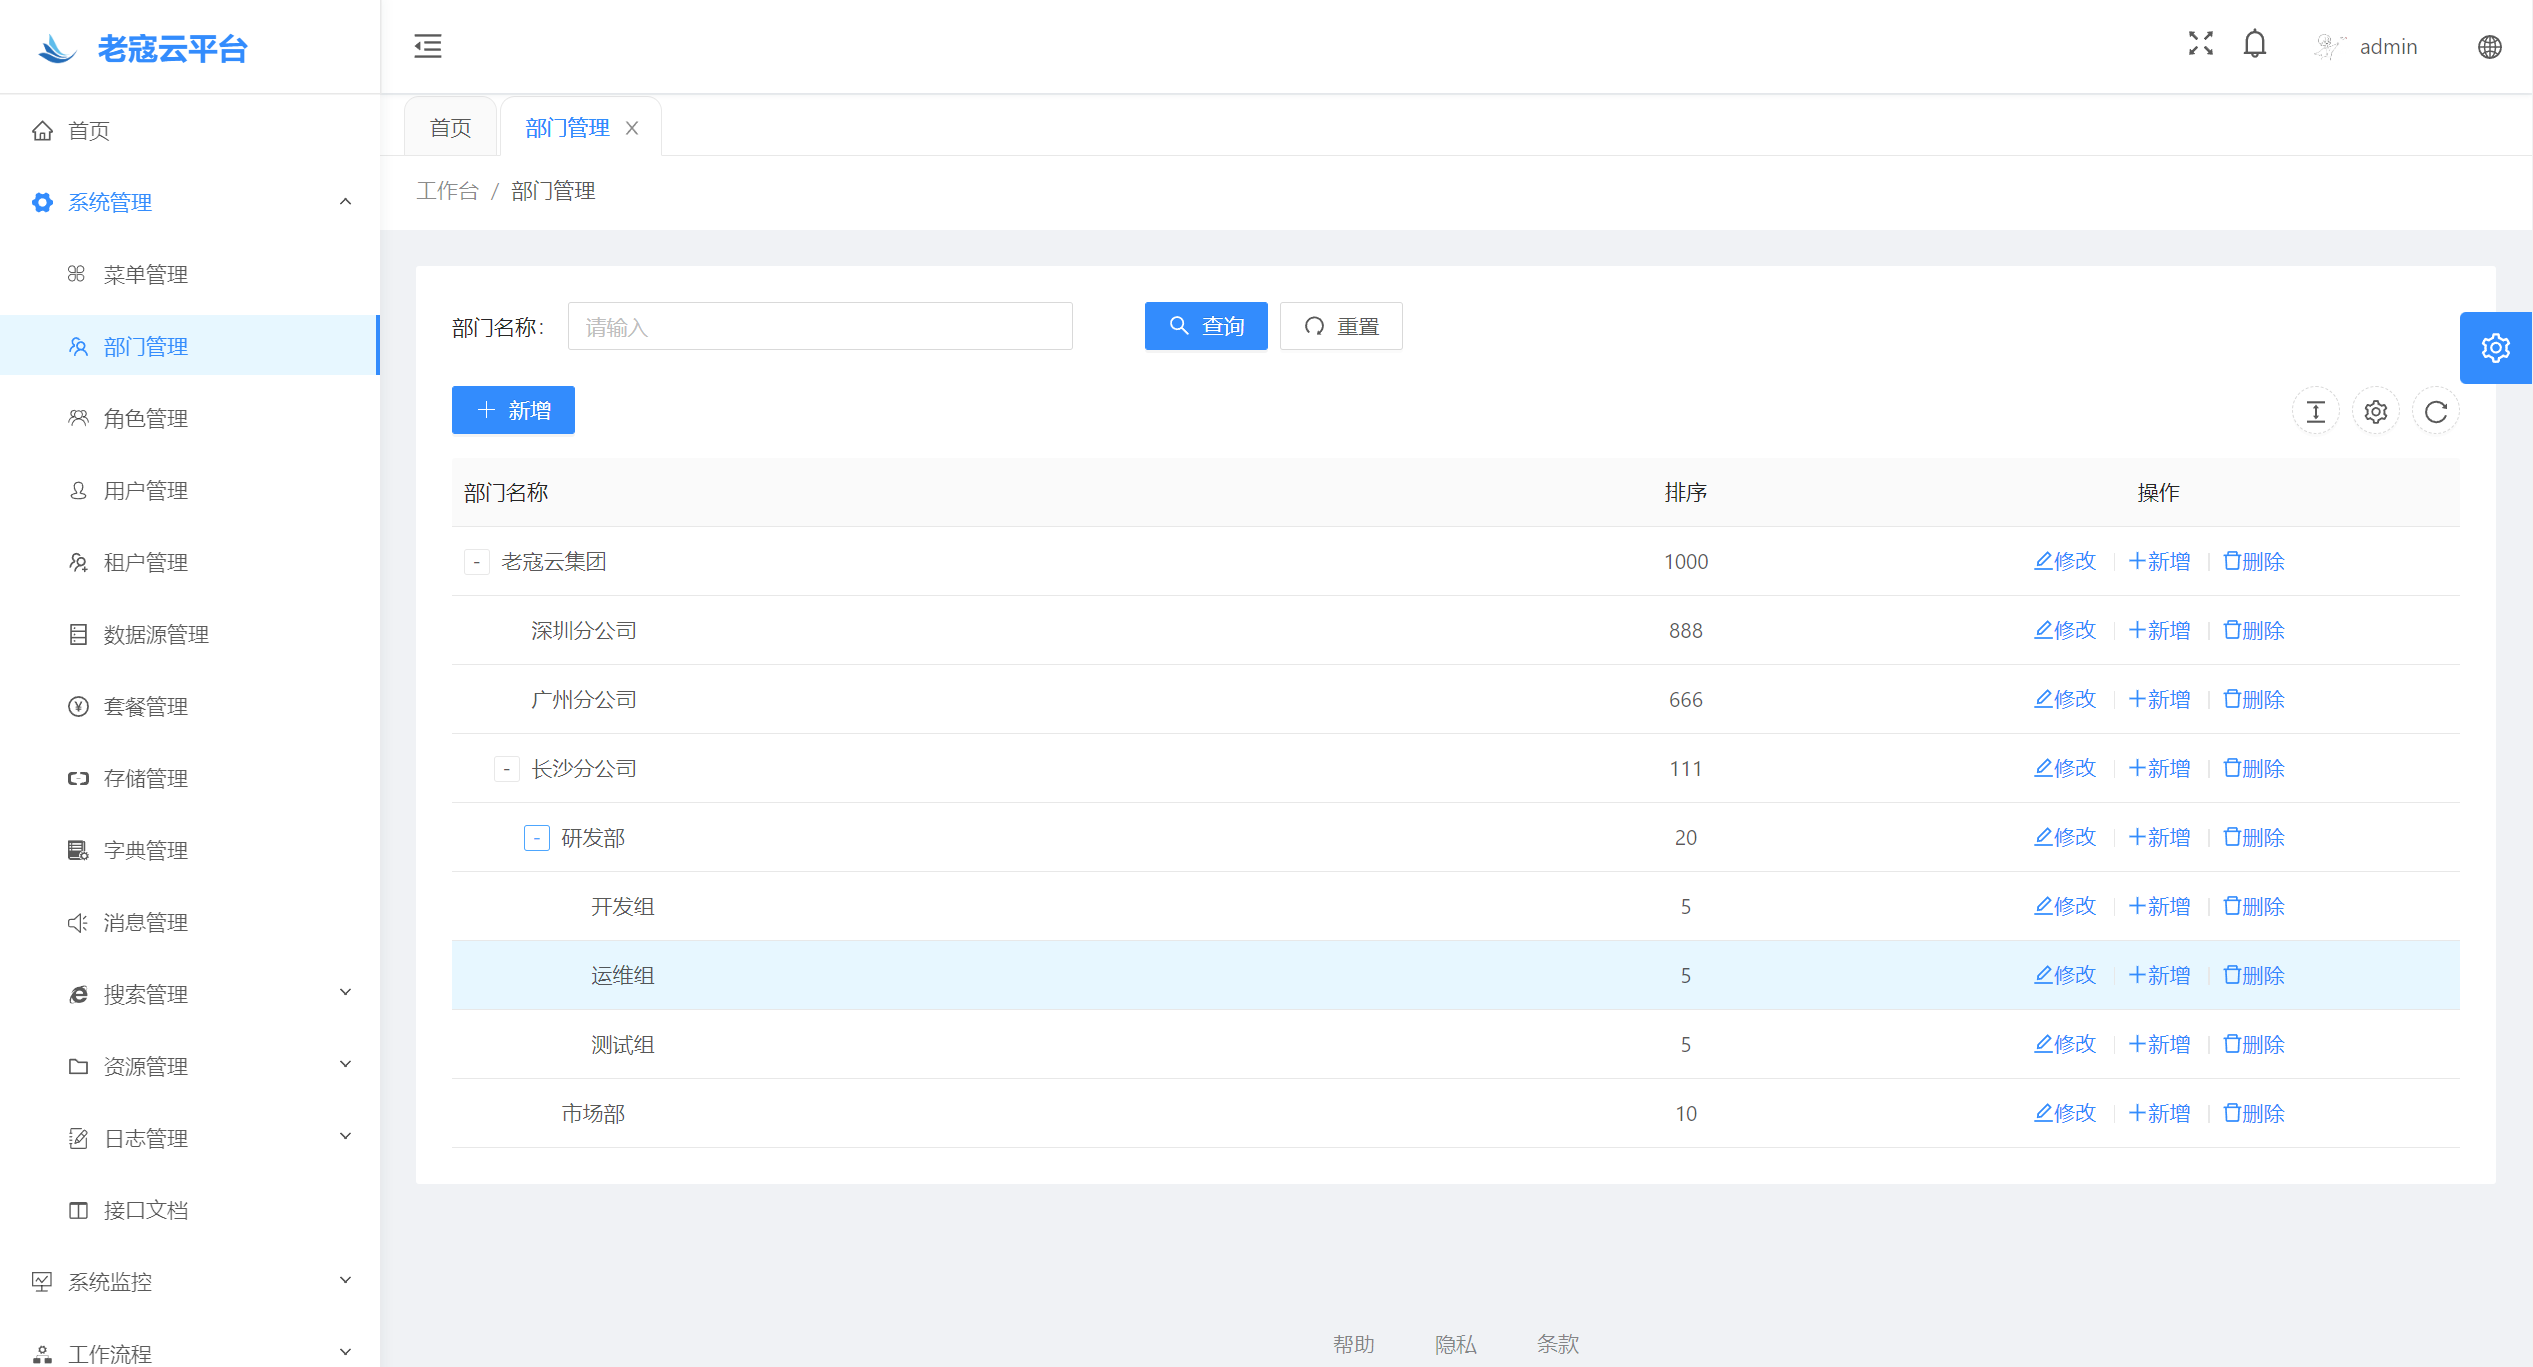 老寇云平台
admin
首页
系统管理
菜单管理
部门管理
角色管理
用户管理
租户管理
数据源管理
套餐管理
存储管理
字典管理
消息管理
搜索管理
资源管理
日志管理
接口文档
系统监控
工作流程
首页 部门管理
工作台 / 部门管理
部门名称: 请输入 查询 重置
新增
部门名称 排序 操作
- 老寇云集团 1000 修改 新增 删除
深圳分公司 888 修改 新增 删除
广州分公司 666 修改 新增 删除
- 长沙分公司 111 修改 新增 删除
- 研发部 20 修改 新增 删除
开发组 5 修改 新增 删除
运维组 5 修改 新增 删除
测试组 5 修改 新增 删除
市场部 10 修改 新增 删除
帮助 隐私 条款